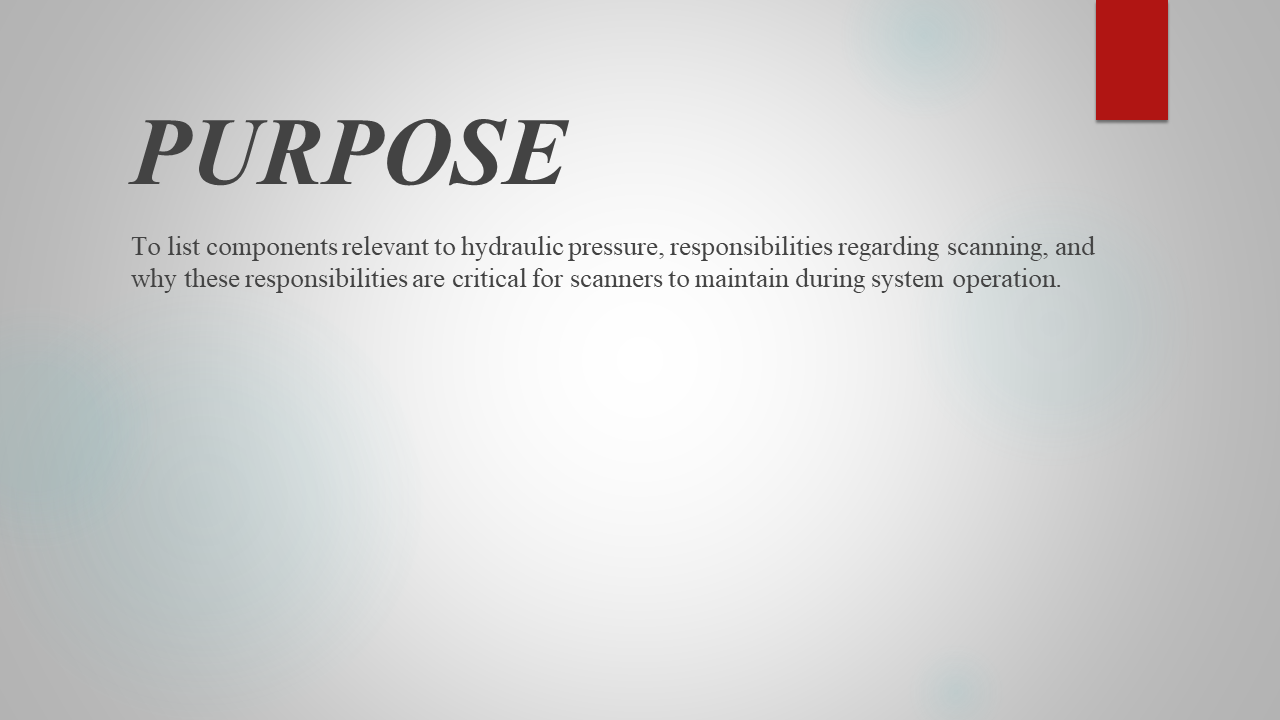 PURPOSE
To list components relevant to hydraulic pressure, responsibilities regarding scanning, and
why these responsibilities are critical for scanners to maintain during system operation.